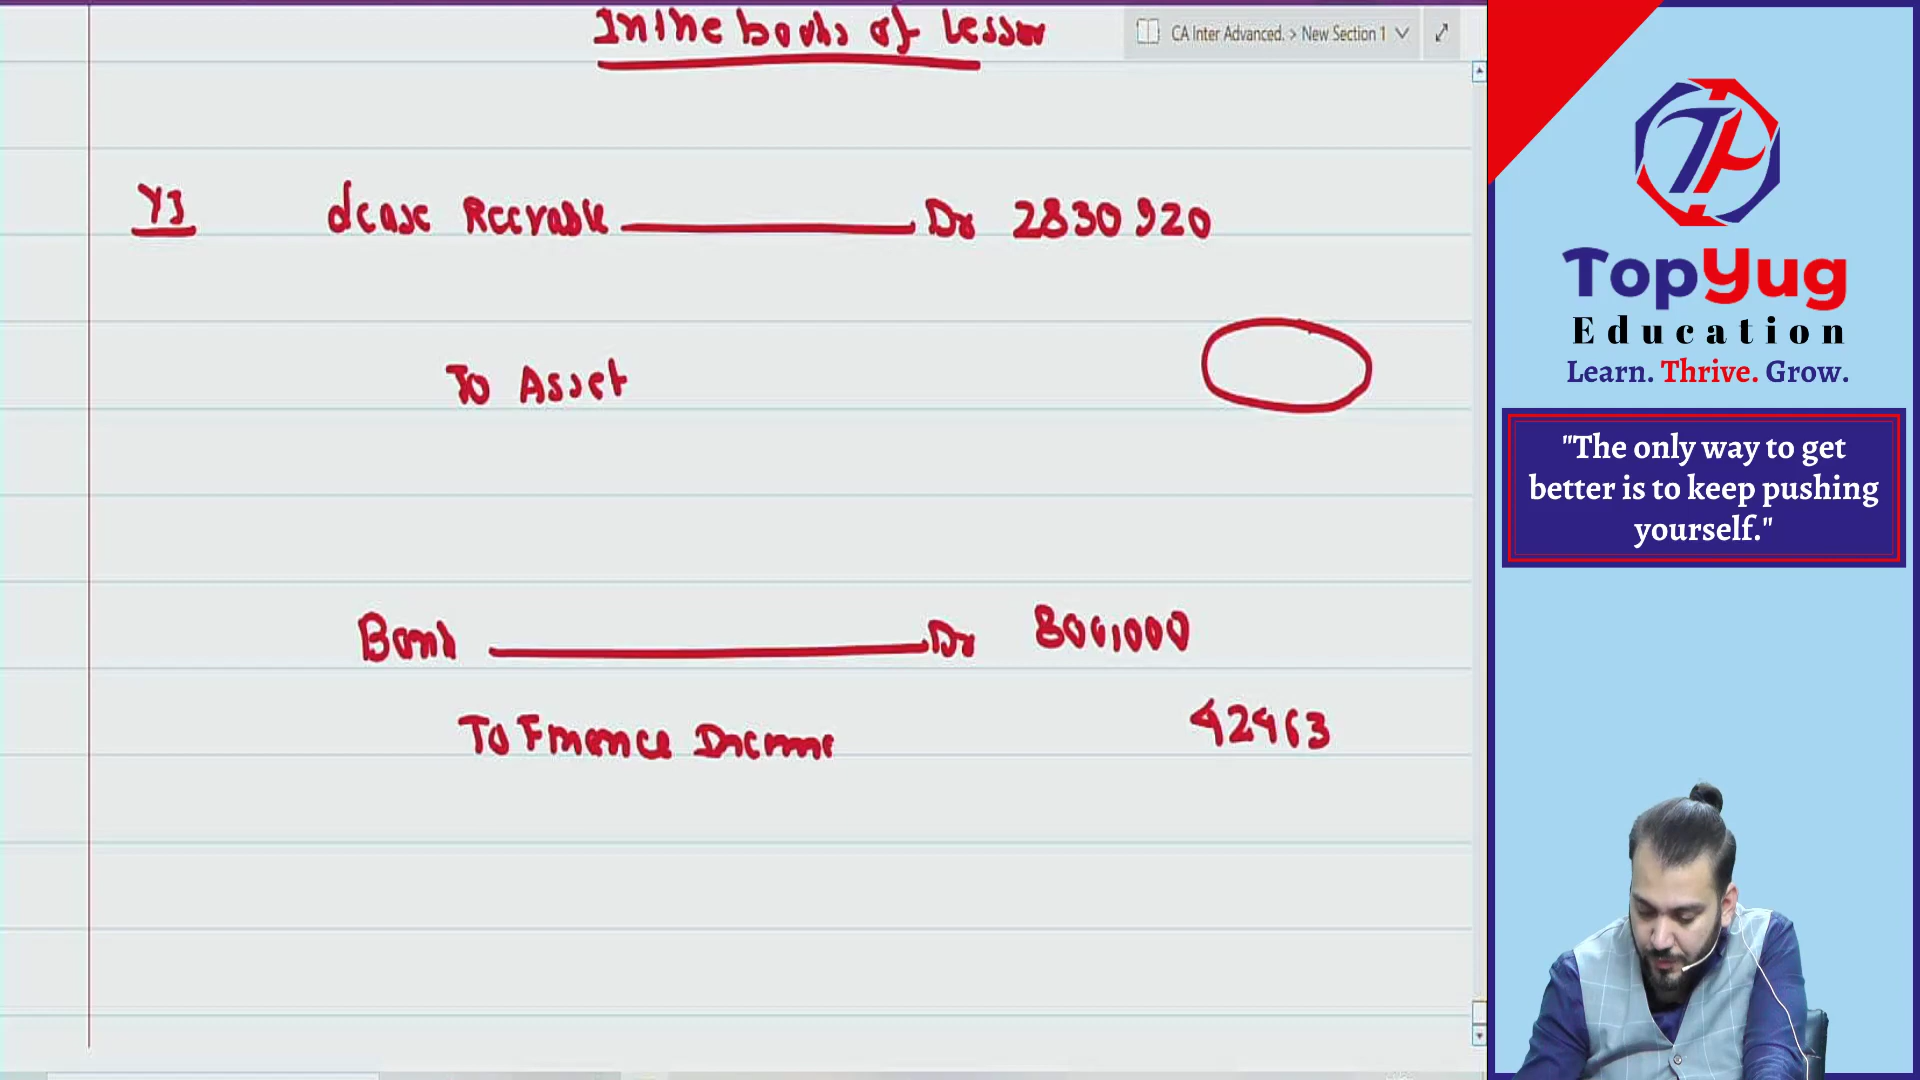 In the books of Lessor
CA Inter Advanced. > New Section 1
Y3 Lease Receivable Dr 2830920
To Asset
Bank Dr 800,000
To Finance Income 42463
TopYug
Education
Learn. Thrive. Grow.
"The only way to get
better is to keep pushing
yourself."